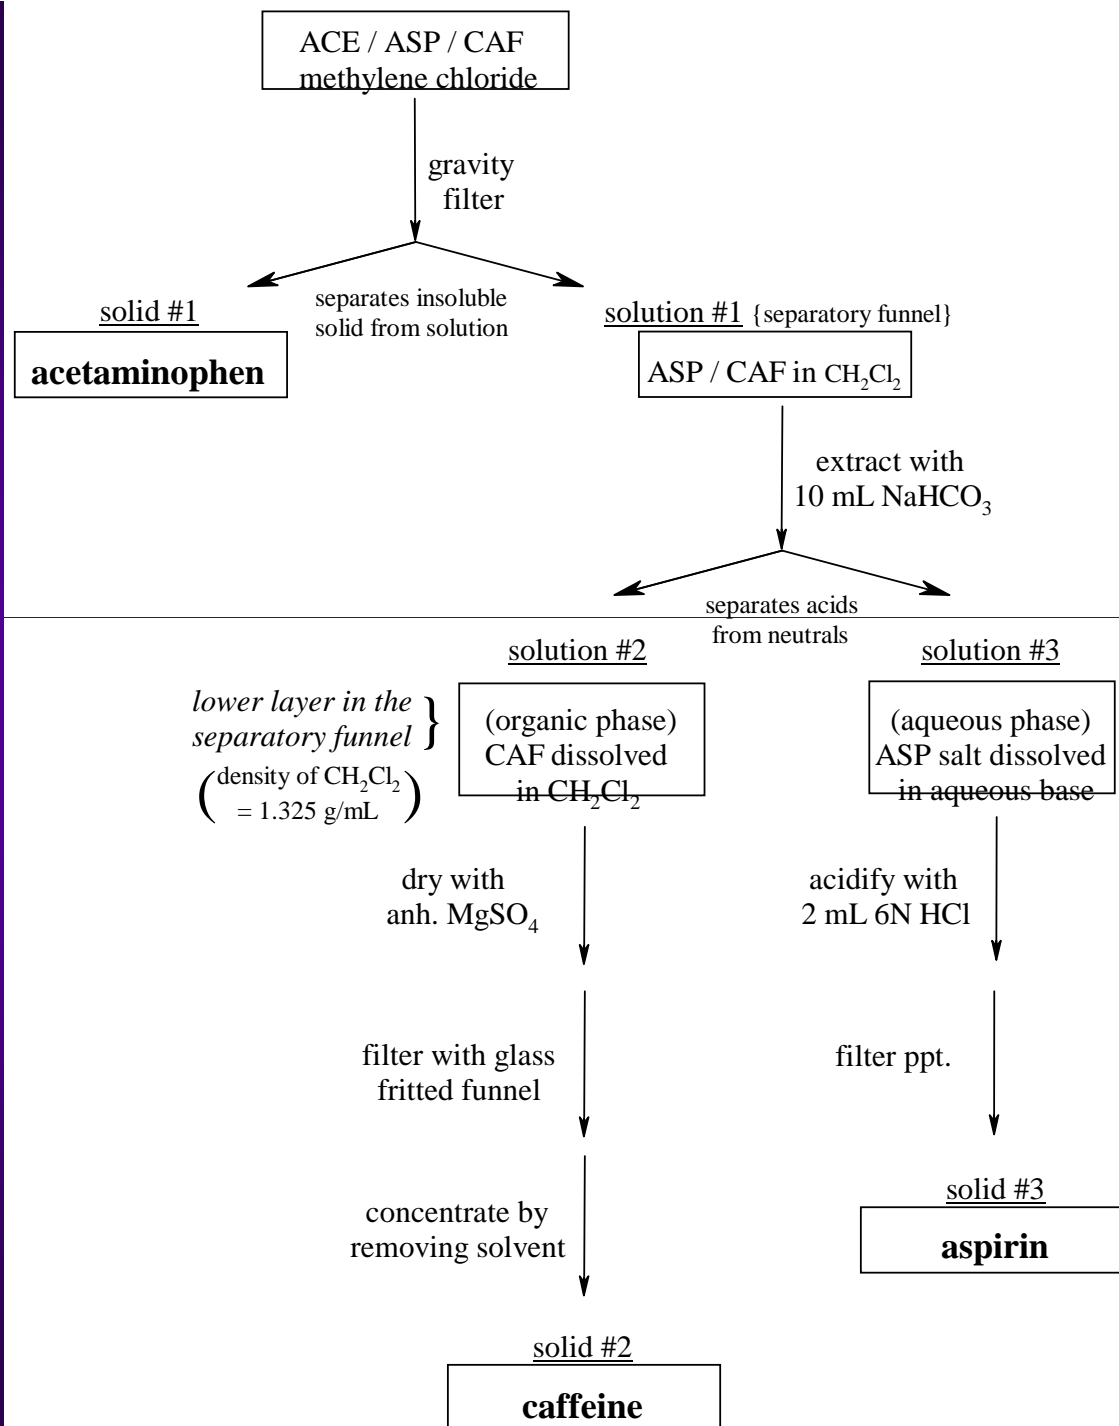 ACE / ASP / CAF
methylene chloride
gravity
filter
separates insoluble
solid from solution
solid #1
acetaminophen
solution #1 {separatory funnel}
ASP / CAF in CH₂Cl₂
extract with
10 mL NaHCO₃
separates acids
from neutrals
solution #2
lower layer in the
separatory funnel }
(density of CH₂Cl₂
= 1.325 g/mL)
(organic phase)
CAF dissolved
in CH₂Cl₂
solution #3
(aqueous phase)
ASP salt dissolved
in aqueous base
dry with
anh. MgSO₄
acidify with
2 mL 6N HCl
filter with glass
fritted funnel
filter ppt.
concentrate by
removing solvent
solid #3
aspirin
solid #2
caffeine